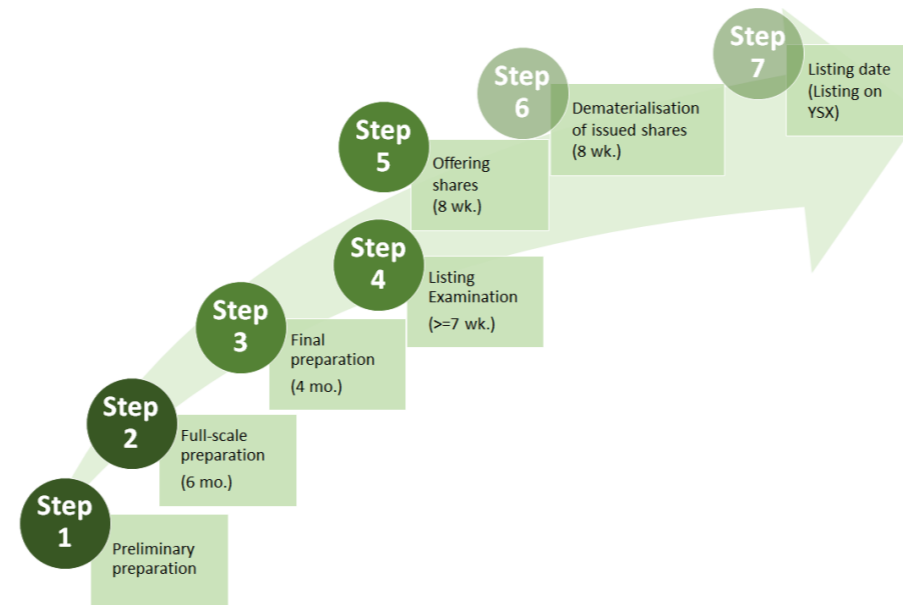 Step
1
Preliminary
preparation
Step
2
Full-scale
preparation
(6 mo.)
Step
3
Final
preparation
(4 mo.)
Step
4
Listing
Examination
(>=7 wk.)
Step
5
Offering
shares
(8 wk.)
Step
6
Dematerialisation
of issued shares
(8 wk.)
Step
7
Listing date
(Listing on
YSX)